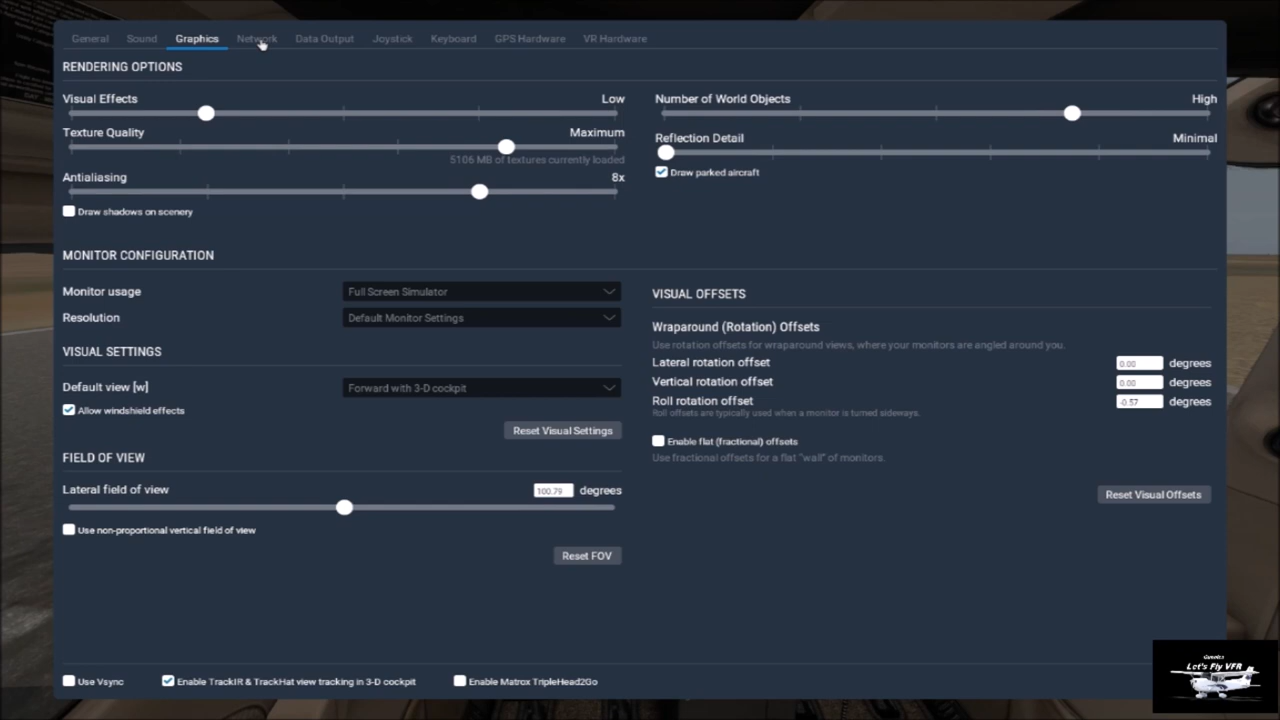 General Sound Graphics Network Data Output Joystick Keyboard GPS Hardware VR Hardware
RENDERING OPTIONS
Visual Effects Low
Texture Quality Maximum
5106 MB of textures currently loaded
Antialiasing 8x
Draw shadows on scenery
Number of World Objects High
Reflection Detail Minimal
Draw parked aircraft
MONITOR CONFIGURATION
Monitor usage Full Screen Simulator
Resolution Default Monitor Settings
VISUAL SETTINGS
Default view [w] Forward with 3-D cockpit
Allow windshield effects
Reset Visual Settings
FIELD OF VIEW
Lateral field of view 100.79 degrees
Use non-proportional vertical field of view
Reset FOV
VISUAL OFFSETS
Wraparound (Rotation) Offsets
Use rotation offsets for wraparound views, where your monitors are angled around you.
Lateral rotation offset 0.00 degrees
Vertical rotation offset 0.00 degrees
Roll rotation offset -0.57 degrees
Roll offsets are typically used when a monitor is turned sideways.
Enable flat (fractional) offsets
Use fractional offsets for a flat "wall" of monitors.
Reset Visual Offsets
Use Vsync Enable TrackIR & TrackHat view tracking in 3-D cockpit Enable Matrox TripleHead2Go
Let's Fly VFR